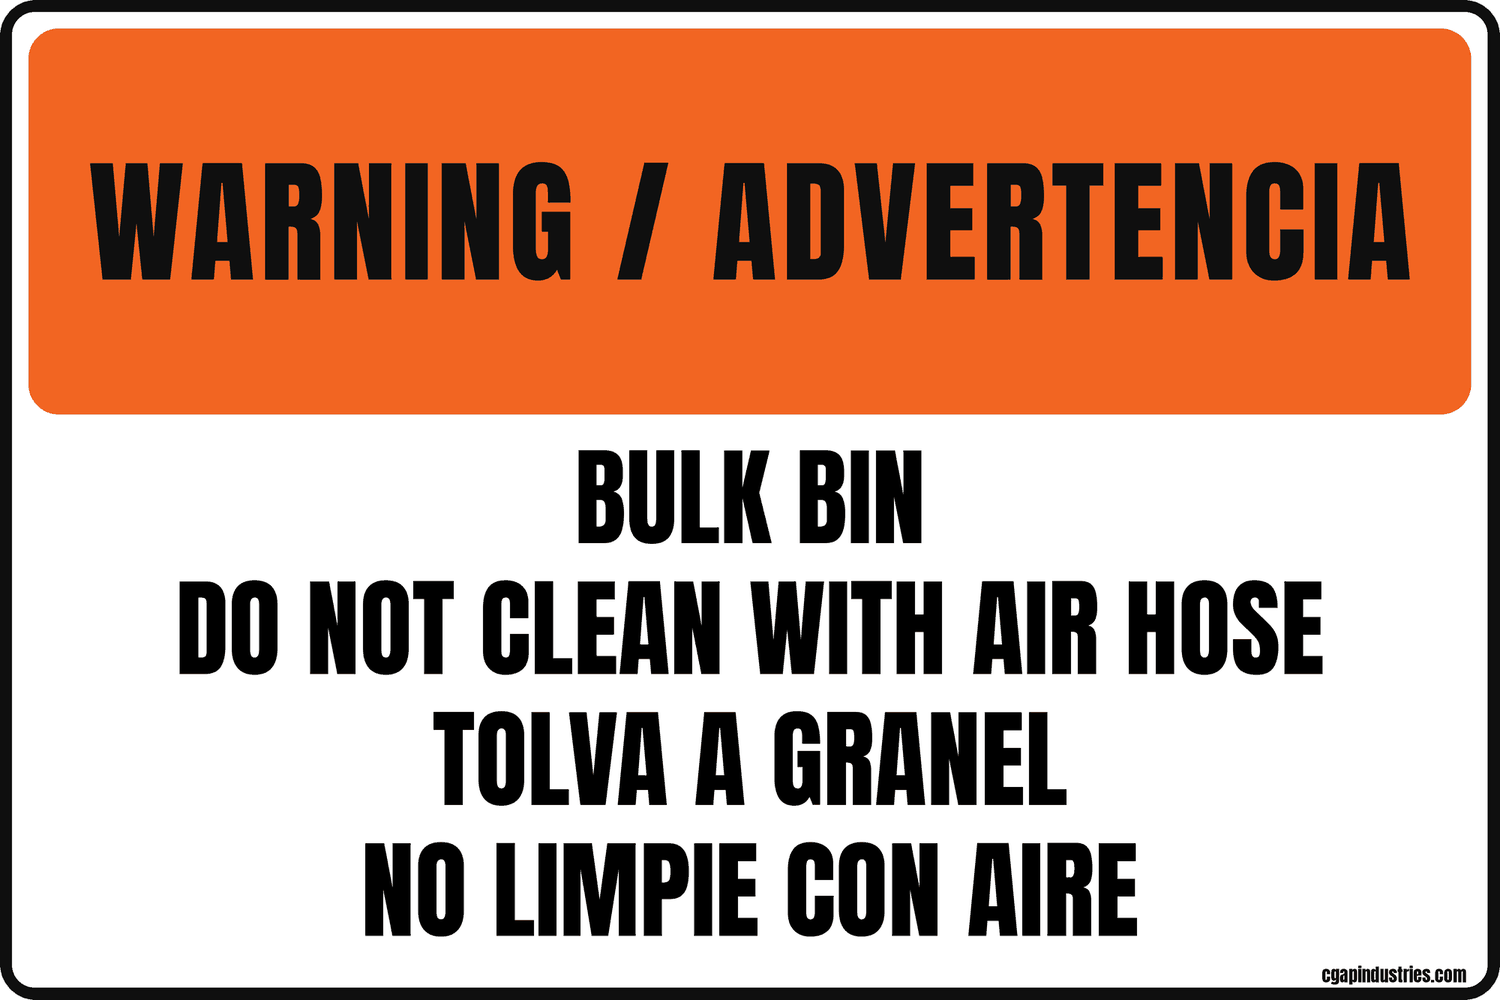 WARNING / ADVERTENCIA
BULK BIN
DO NOT CLEAN WITH AIR HOSE
TOLVA A GRANEL
NO LIMPIE CON AIRE
cgapindustries.com